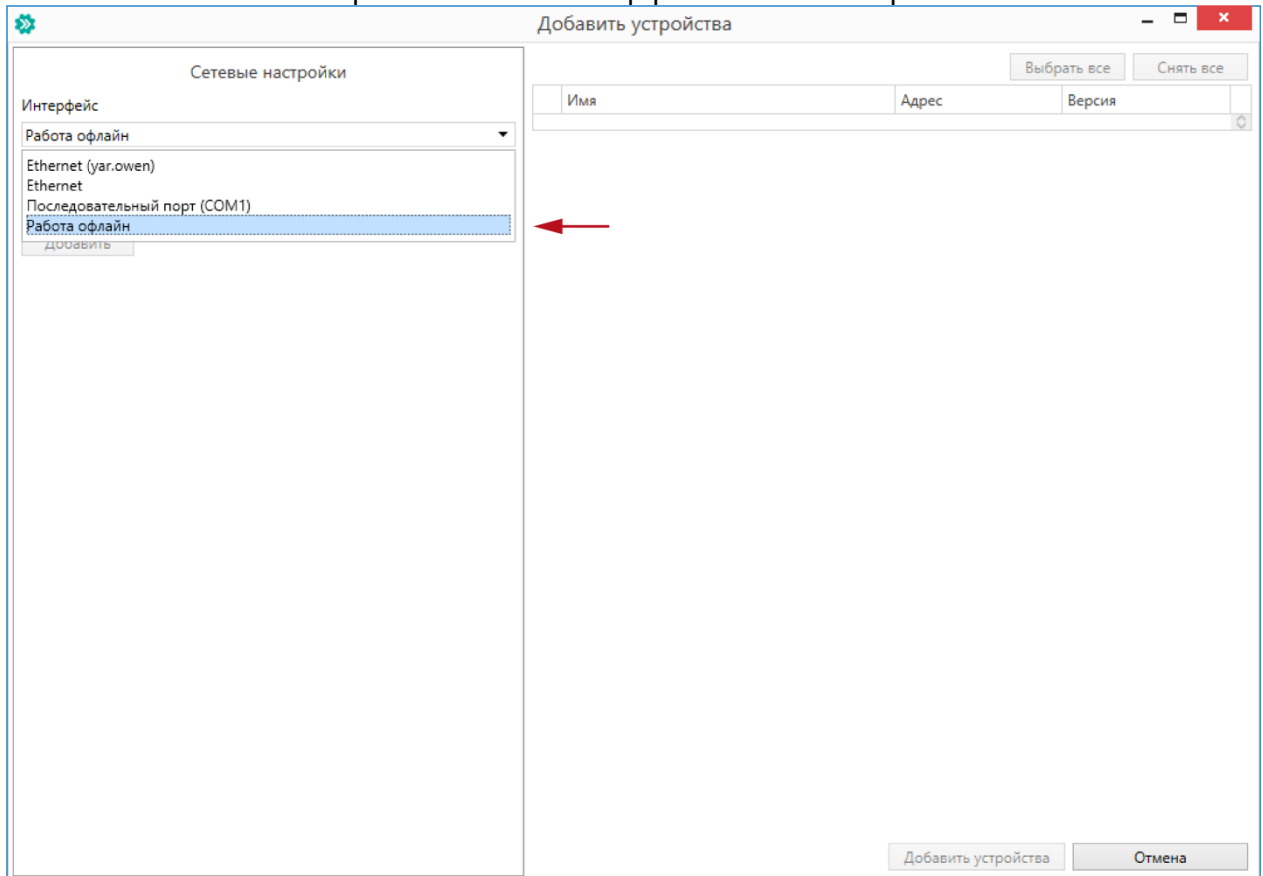 Добавить устройства
Сетевые настройки
Выбрать все Снять все
Интерфейс
Имя Адрес Версия
Работа офлайн
Ethernet (yar.owen)
Ethernet
Последовательный порт (COM1)
Работа офлайн
Добавить
Добавить устройства Отмена